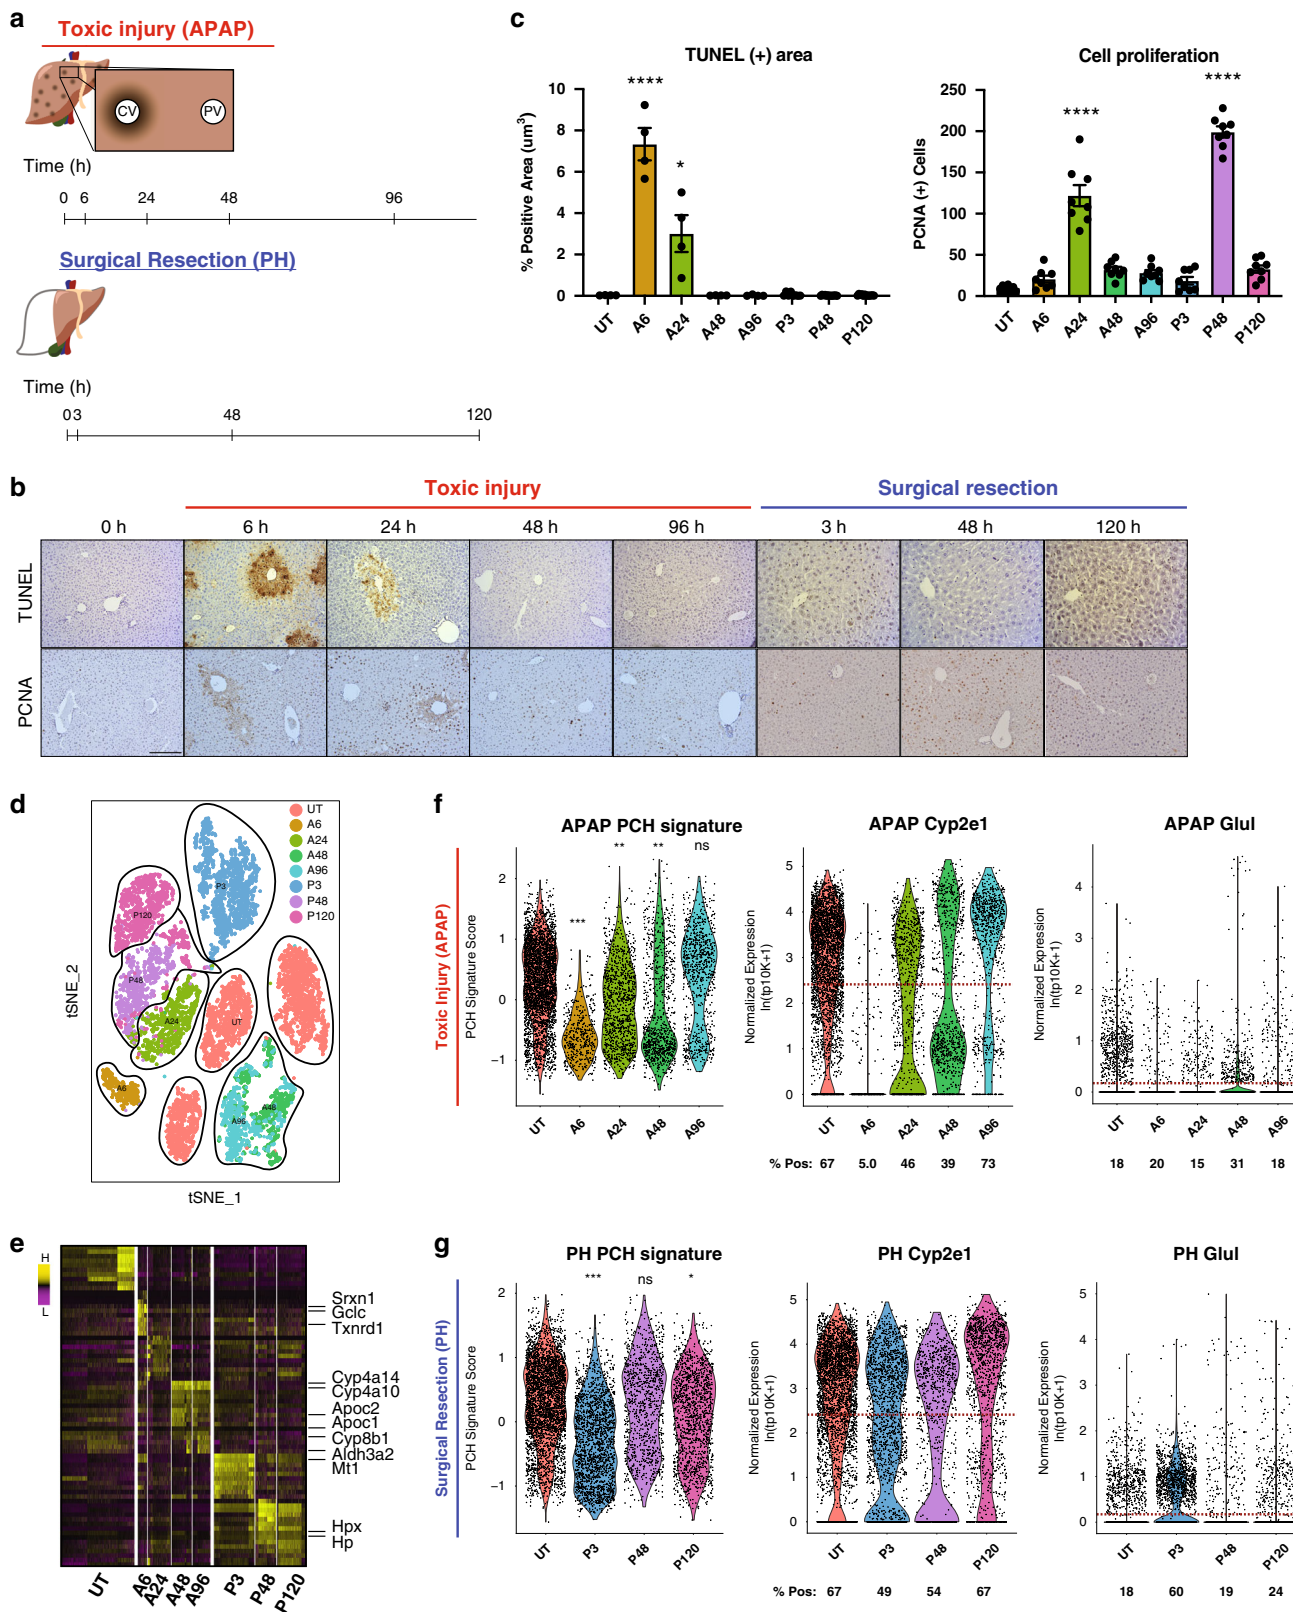 a
Toxic injury (APAP)
CV
PV
Time (h)
0 6 24 48 96
Surgical Resection (PH)
Time (h)
0 3 48 120
c
TUNEL (+) area
% Positive Area (um³)
10
8
6
4
2
0
****
*
UT A6 A24 A48 A96 P3 P48 P120
Cell proliferation
PCNA (+) Cells
250
200
150
100
50
0
****
****
UT A6 A24 A48 A96 P3 P48 P120
b
Toxic injury
Surgical resection
0 h 6 h 24 h 48 h 96 h 3 h 48 h 120 h
TUNEL
PCNA
d
UT
A6
A24
A48
A96
P3
P48
P120
P3
P120
P48
A24
UT
A6
A48
A96
tSNE_2
tSNE_1
e
H
L
Srxn1
Gclc
Txnrd1
Cyp4a14
Cyp4a10
Apoc2
Apoc1
Cyp8b1
Aldh3a2
Mt1
Hpx
Hp
UT A6 A24 A48 A96 P3 P48 P120
f
Toxic Injury (APAP)
APAP PCH signature
PCH Signature Score
2
1
0
−1
*** ** ** ns
UT A6 A24 A48 A96
APAP Cyp2e1
Normalized Expression
ln(tp10K+1)
5
4
3
2
1
0
UT A6 A24 A48 A96
% Pos: 67 5.0 46 39 73
APAP Glul
Normalized Expression
ln(tp10K+1)
4
3
2
1
0
UT A6 A24 A48 A96
18 20 15 31 18
g
Surgical Resection (PH)
PH PCH signature
PCH Signature Score
2
1
0
−1
*** ns *
UT P3 P48 P120
PH Cyp2e1
Normalized Expression
ln(tp10K+1)
5
4
3
2
1
0
UT P3 P48 P120
% Pos: 67 49 54 67
PH Glul
Normalized Expression
ln(tp10K+1)
5
4
3
2
1
0
UT P3 P48 P120
18 60 19 24